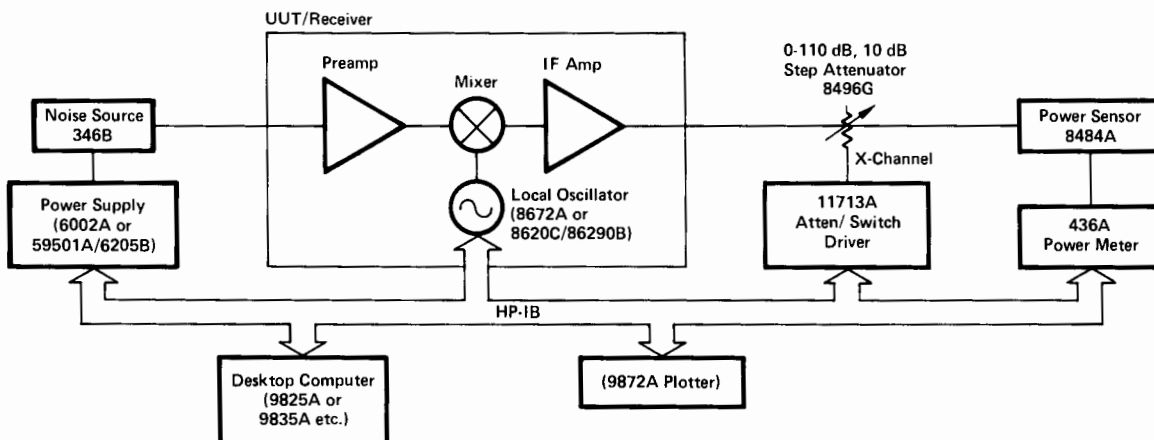 UUT/Receiver
Preamp
Mixer
IF Amp
0-110 dB, 10 dB
Step Attenuator
8496G
Noise Source
346B
Power Sensor
8484A
X-Channel
Power Supply
(6002A or
59501A/6205B)
Local Oscillator
(8672A or
8620C/86290B)
11713A
Atten/ Switch
Driver
436A
Power Meter
HP-IB
Desktop Computer
(9825A or
9835A etc.)
(9872A Plotter)